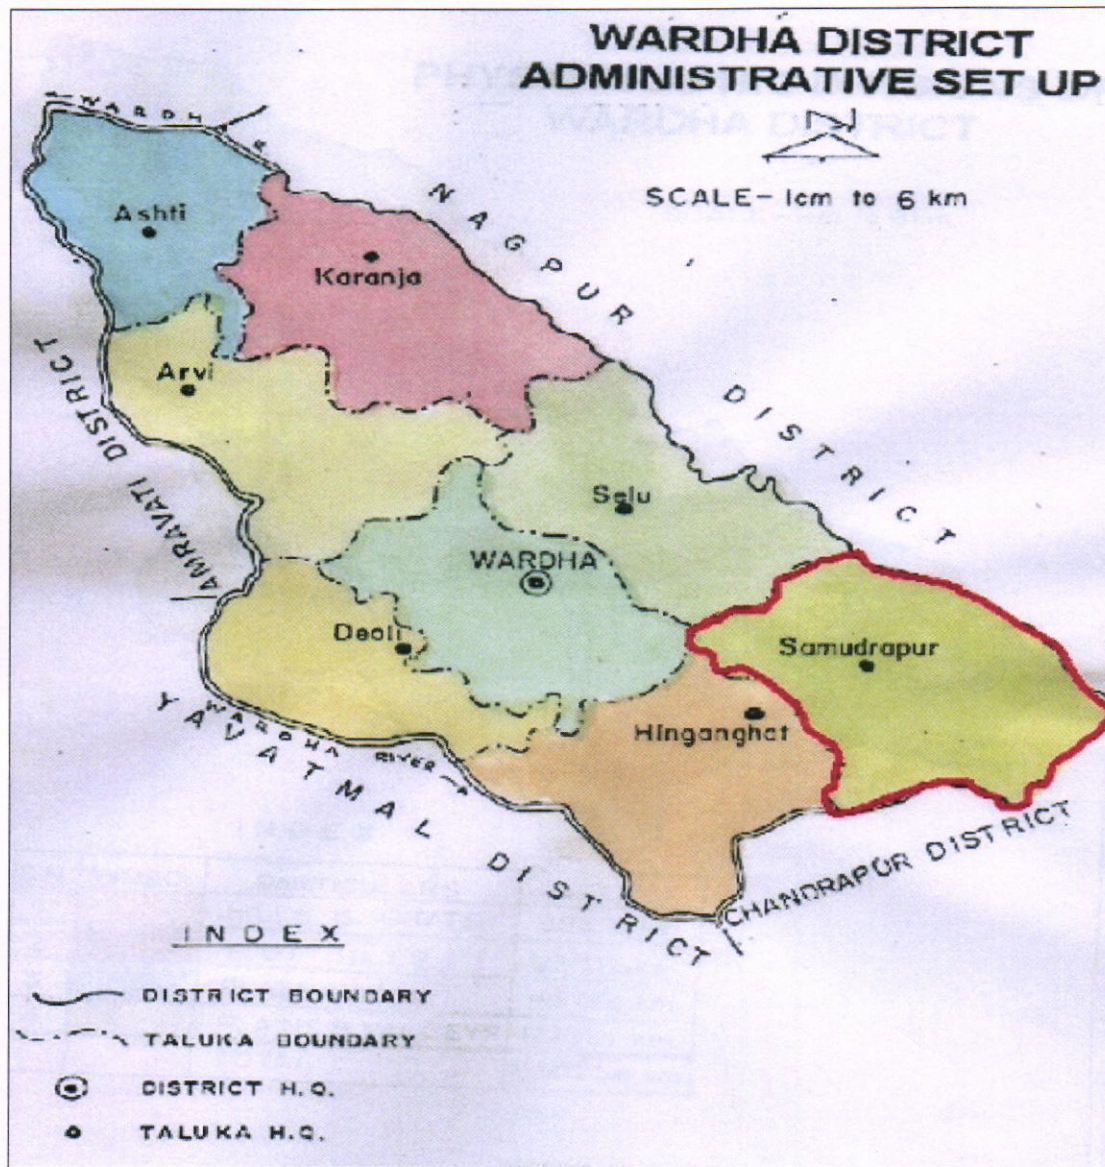 WARDHA DISTRICT
ADMINISTRATIVE SET UP
N
SCALE- 1cm to 6 km
WARDHA
R.
NAGPUR DISTRICT
Ashti
Karanja
Arvi
AMRAVATI DISTRICT
Selu
WARDHA
Deoli
Samudrapur
Hinganghat
WARDHA RIVER
YAVATMAL DISTRICT
CHANDRAPUR DISTRICT
INDEX
DISTRICT BOUNDARY
TALUKA BOUNDARY
DISTRICT H.Q.
TALUKA H.Q.